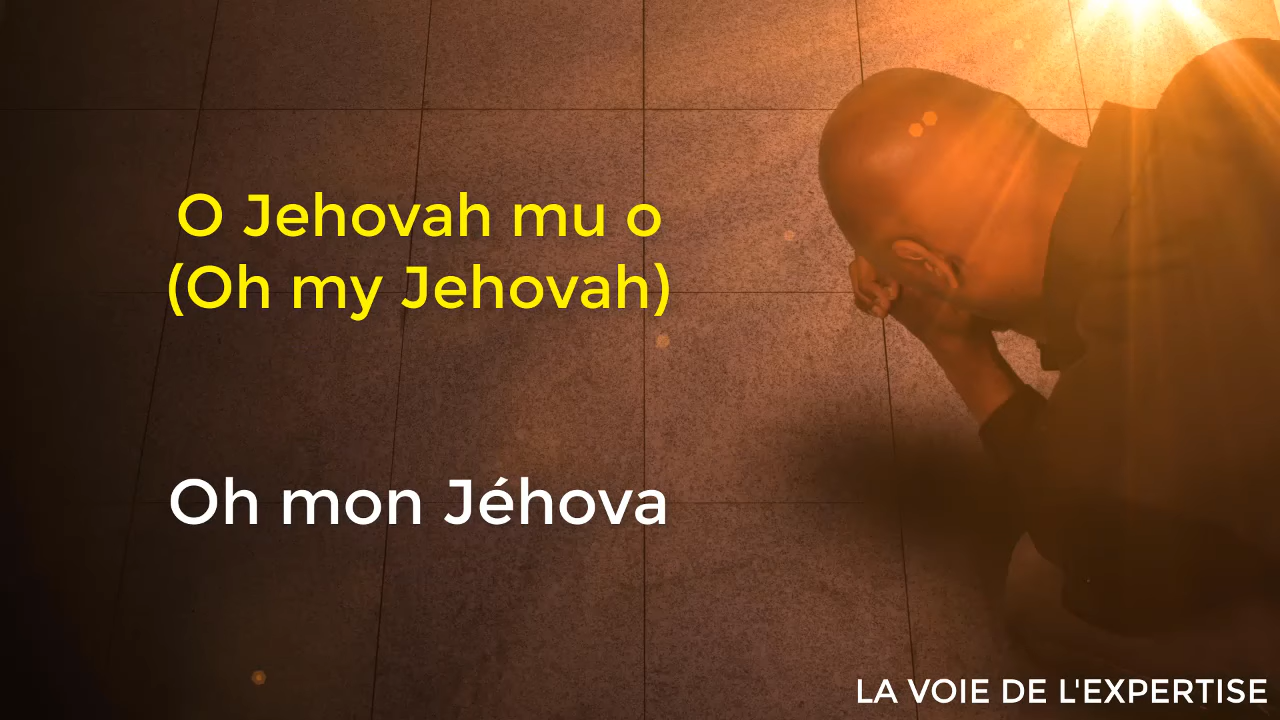 O Jehovah mu o
(Oh my Jehovah)
Oh mon Jéhova
LA VOIE DE L'EXPERTISE